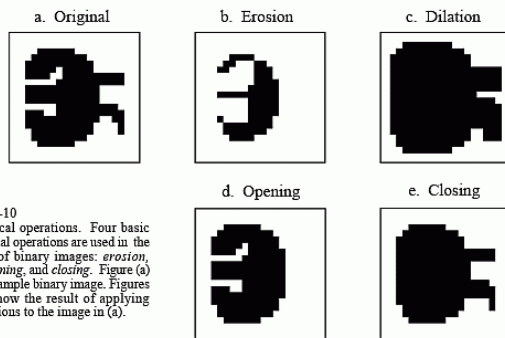 a. Original
b. Erosion
c. Dilation
d. Opening
e. Closing
-10
cal operations. Four basic
al operations are used in the
of binary images: erosion,
ning, and closing. Figure (a)
ample binary image. Figures
now the result of applying
ions to the image in (a).